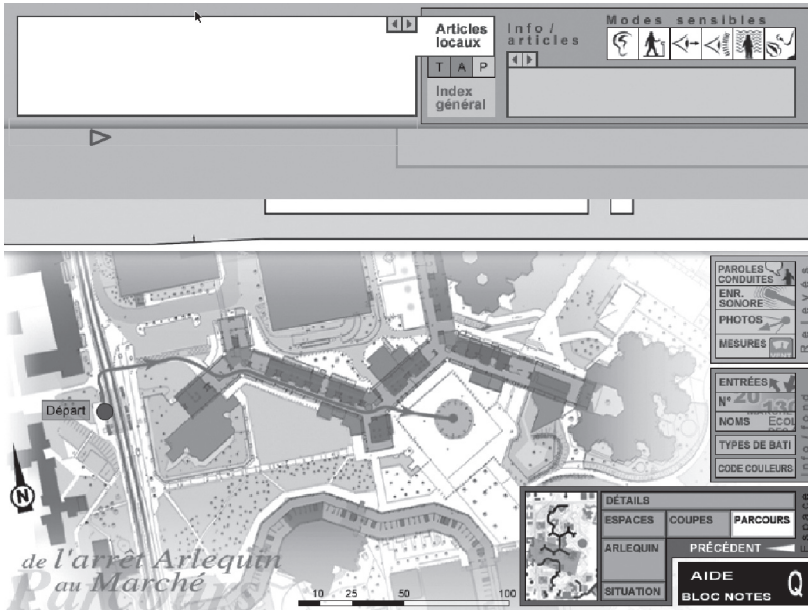 Articles
locaux
T A P
Index
général
Info /
articles
Modes sensibles
PAROLES
CONDUITES
ENR.
SONORE
PHOTOS
MESURES
Départ
ENTRÉES
N°
NOMS
TYPES DE BATI
CODE COULEURS
N
DÉTAILS
ESPACES COUPES PARCOURS
ARLEQUIN
PRÉCÉDENT
SITUATION
AIDE
BLOC NOTES
de l'arrêt Arlequin
au Marché
10 25 50 100